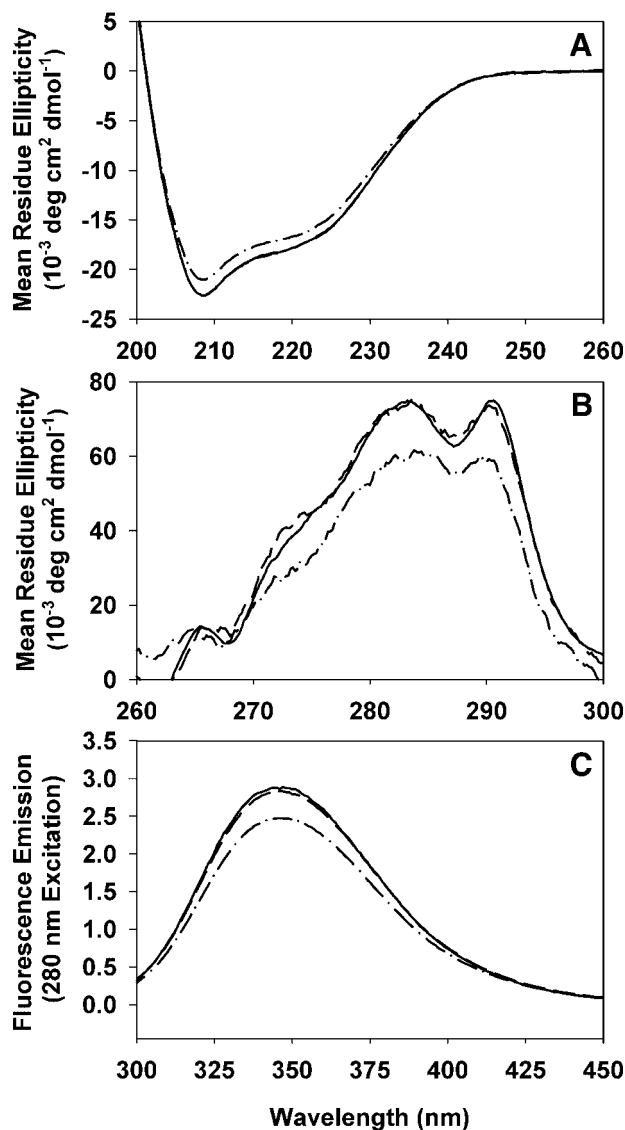 A
Mean Residue Ellipticity
(10⁻³ deg cm² dmol⁻¹)
5
0
-5
-10
-15
-20
-25
200 210 220 230 240 250 260
B
Mean Residue Ellipticity
(10⁻³ deg cm² dmol⁻¹)
80
60
40
20
0
260 270 280 290 300
C
Fluorescence Emission
(280 nm Excitation)
3.5
3.0
2.5
2.0
1.5
1.0
0.5
0.0
300 325 350 375 400 425 450
Wavelength (nm)